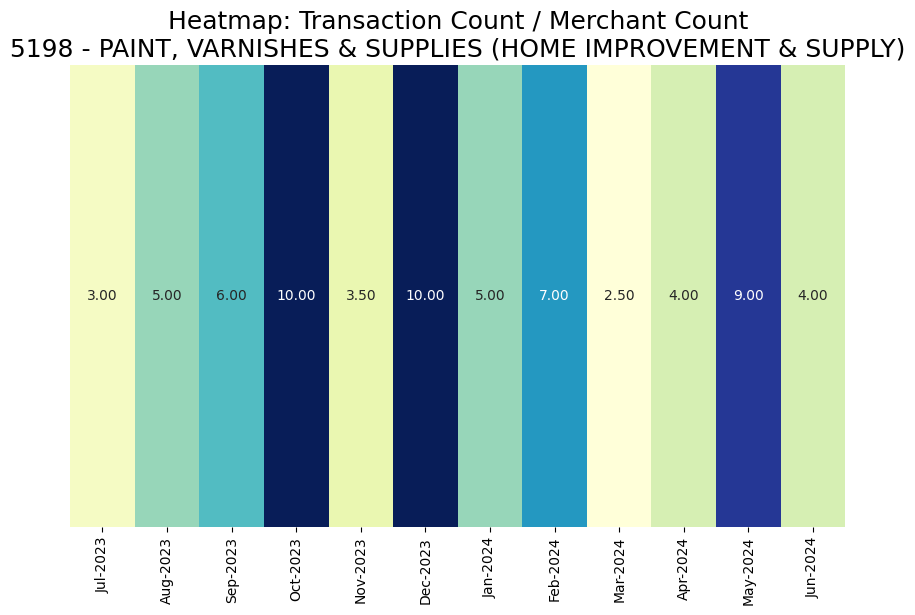 Heatmap: Transaction Count / Merchant Count
5198 - PAINT, VARNISHES & SUPPLIES (HOME IMPROVEMENT & SUPPLY)
3.00 5.00 6.00 10.00 3.50 10.00 5.00 7.00 2.50 4.00 9.00 4.00
Jul-2023 Aug-2023 Sep-2023 Oct-2023 Nov-2023 Dec-2023 Jan-2024 Feb-2024 Mar-2024 Apr-2024 May-2024 Jun-2024